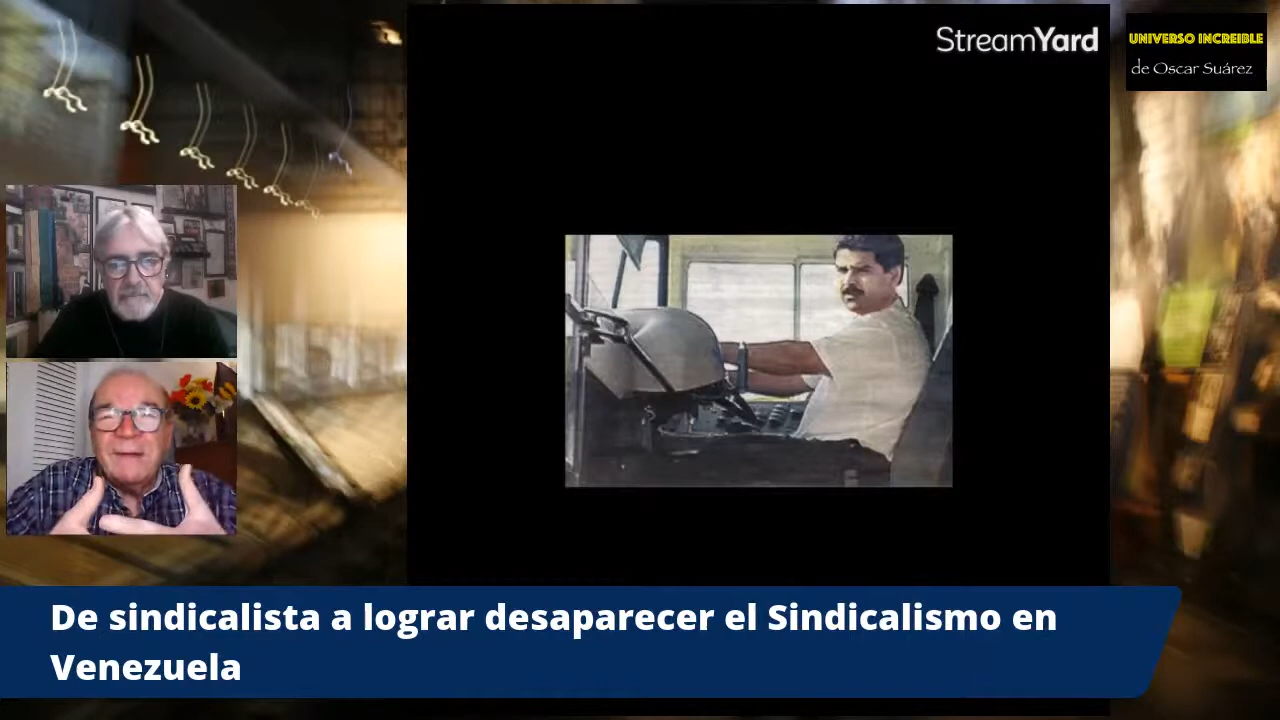 StreamYard
UNIVERSO INCREIBLE
de Oscar Suárez
De sindicalista a lograr desaparecer el Sindicalismo en
Venezuela